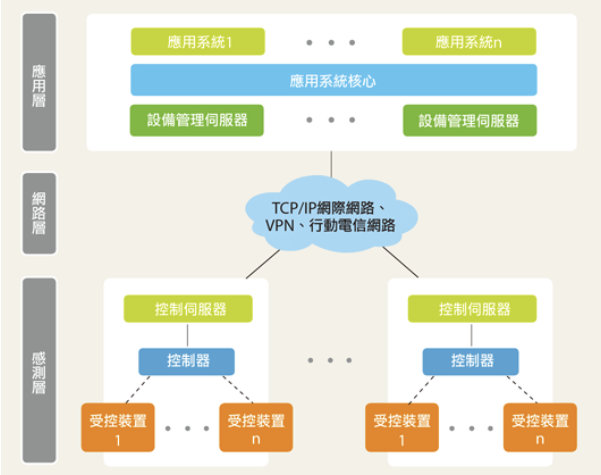 應用層
應用系統1
應用系統n
應用系統核心
設備管理伺服器
設備管理伺服器
網路層
TCP/IP網際網路、
VPN、行動電信網路
感測層
控制伺服器
控制器
受控裝置
1
受控裝置
n
控制伺服器
控制器
受控裝置
1
受控裝置
n